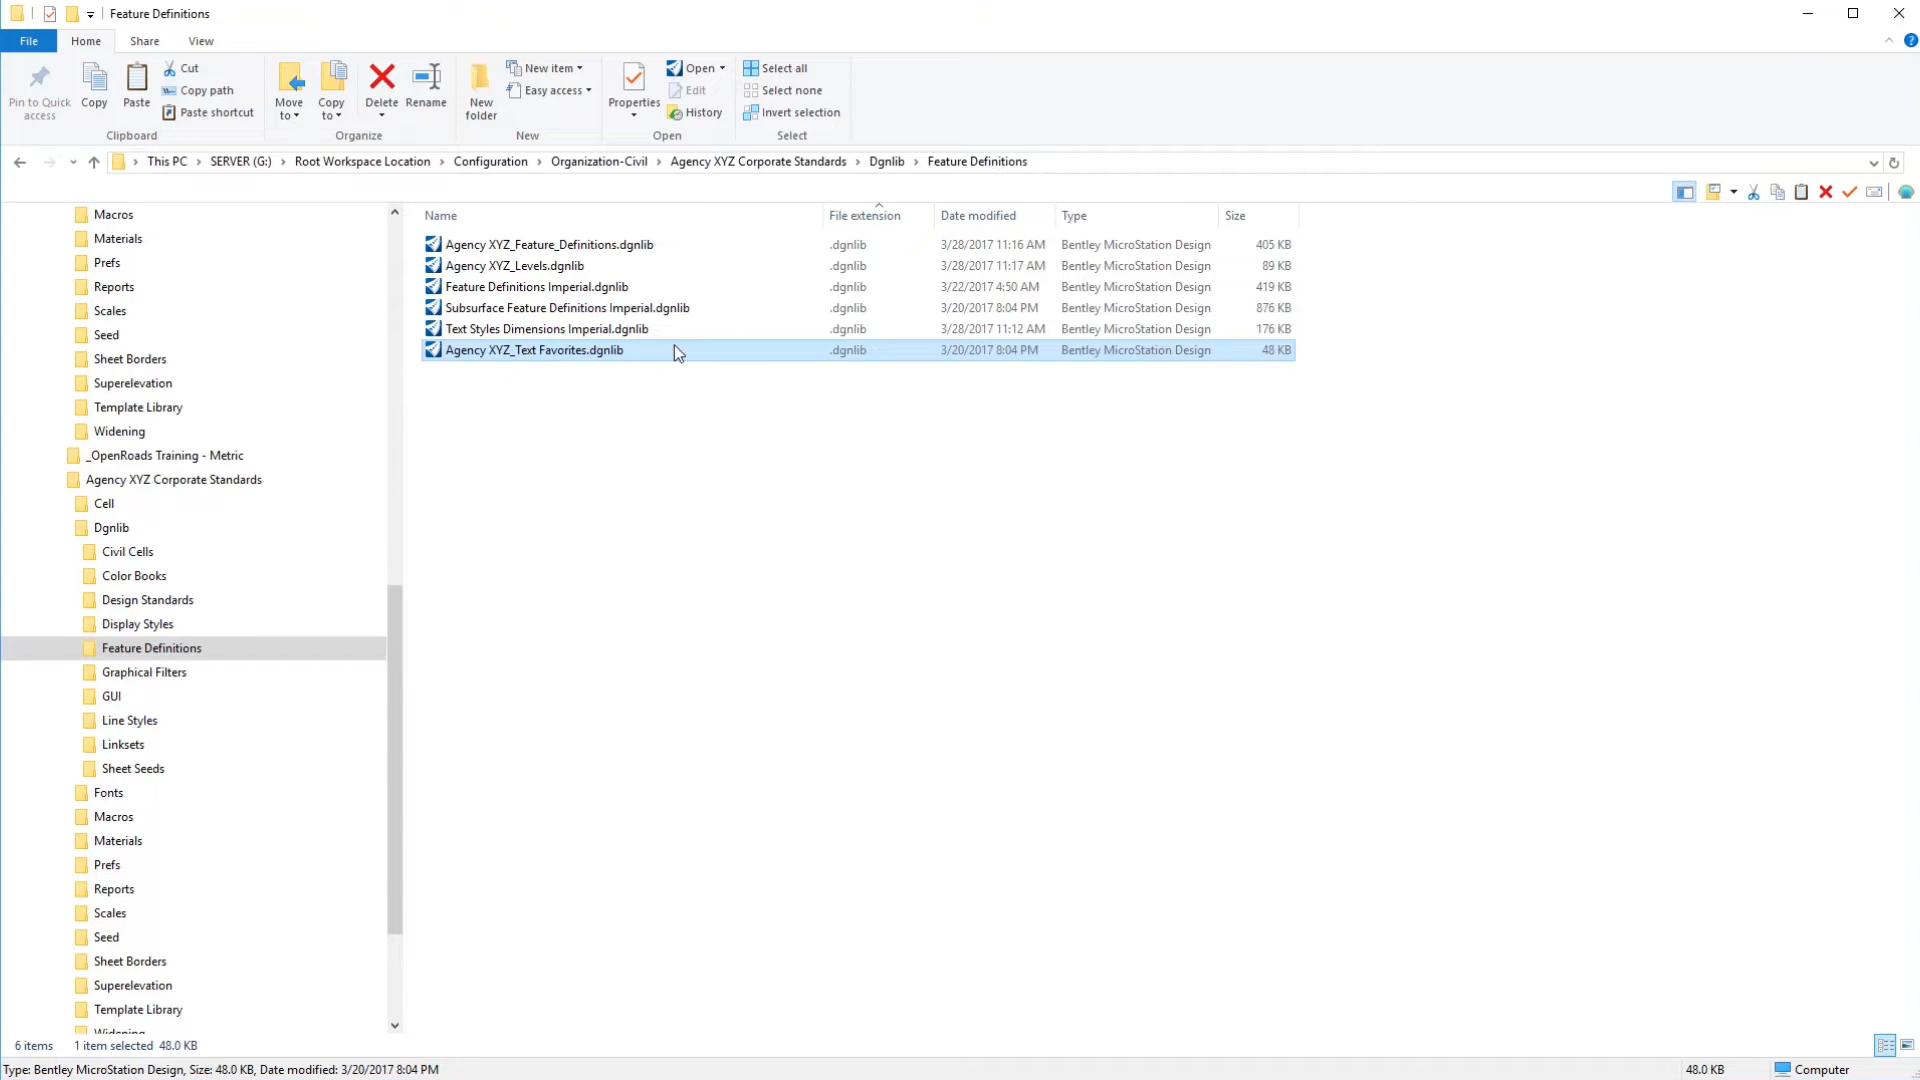 Feature Definitions
File Home Share View
Pin to Quick access
Copy
Paste
Cut
Copy path
Paste shortcut
Clipboard
Move to
Copy to
Delete
Rename
Organize
New folder
New item
Easy access
New
Properties
Open
Edit
History
Open
Select all
Select none
Invert selection
Select
This PC > SERVER (G:) > Root Workspace Location > Configuration > Organization-Civil > Agency XYZ Corporate Standards > Dgnlib > Feature Definitions
Macros
Materials
Prefs
Reports
Scales
Seed
Sheet Borders
Superelevation
Template Library
Widening
_OpenRoads Training - Metric
Agency XYZ Corporate Standards
Cell
Dgnlib
Civil Cells
Color Books
Design Standards
Display Styles
Feature Definitions
Graphical Filters
GUI
Line Styles
Linksets
Sheet Seeds
Fonts
Macros
Materials
Prefs
Reports
Scales
Seed
Sheet Borders
Superelevation
Template Library
Widening
Name File extension Date modified Type Size
Agency XYZ_Feature_Definitions.dgnlib .dgnlib 3/28/2017 11:16 AM Bentley MicroStation Design 405 KB
Agency XYZ_Levels.dgnlib .dgnlib 3/28/2017 11:17 AM Bentley MicroStation Design 89 KB
Feature Definitions Imperial.dgnlib .dgnlib 3/22/2017 4:50 AM Bentley MicroStation Design 419 KB
Subsurface Feature Definitions Imperial.dgnlib .dgnlib 3/20/2017 8:04 PM Bentley MicroStation Design 876 KB
Text Styles Dimensions Imperial.dgnlib .dgnlib 3/28/2017 11:12 AM Bentley MicroStation Design 176 KB
Agency XYZ_Text Favorites.dgnlib .dgnlib 3/20/2017 8:04 PM Bentley MicroStation Design 48 KB
6 items 1 item selected 48.0 KB
Type: Bentley MicroStation Design, Size: 48.0 KB, Date modified: 3/20/2017 8:04 PM 48.0 KB Computer